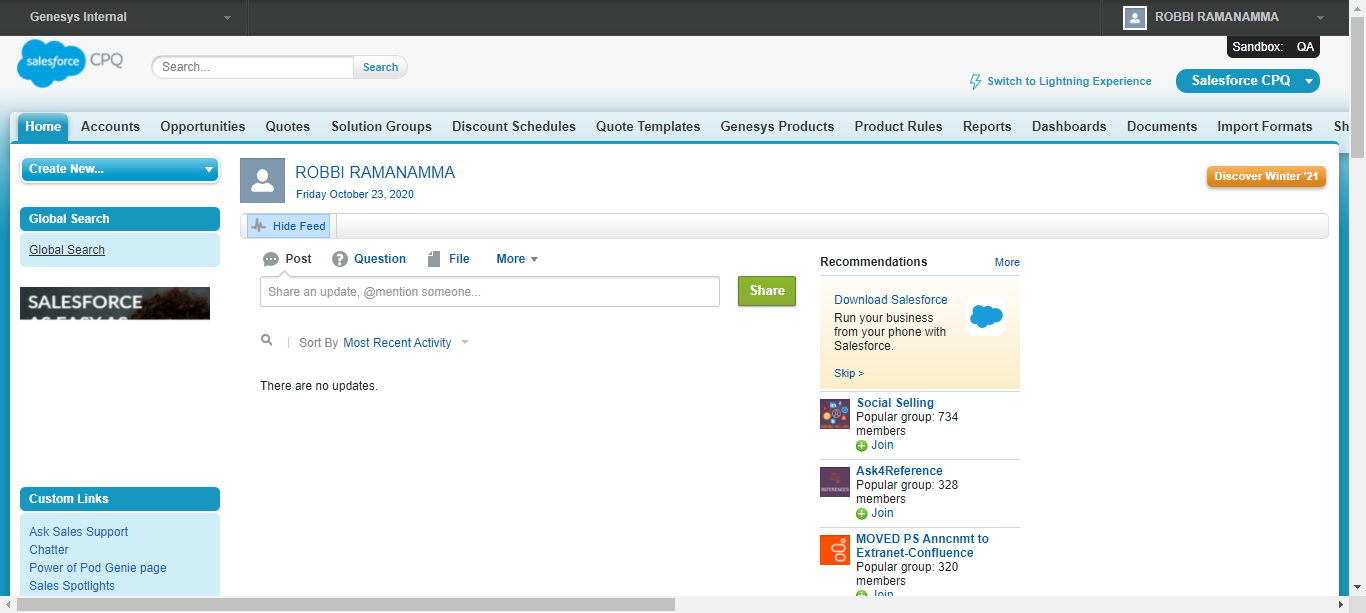 Genesys Internal
ROBBI RAMANAMMA
Sandbox: QA
salesforce CPQ
Search...
Search
Switch to Lightning Experience
Salesforce CPQ
Home Accounts Opportunities Quotes Solution Groups Discount Schedules Quote Templates Genesys Products Product Rules Reports Dashboards Documents Import Formats Sh
Create New...
Global Search
Global Search
SALESFORCE
AS EASY AS
Custom Links
Ask Sales Support
Chatter
Power of Pod Genie page
Sales Spotlights
ROBBI RAMANAMMA
Friday October 23, 2020
Discover Winter '21
Hide Feed
Post Question File More
Share an update, @mention someone...
Share
Sort By Most Recent Activity
There are no updates.
Recommendations More
Download Salesforce
Run your business
from your phone with
Salesforce.
Skip >
Social Selling
Popular group: 734
members
Join
Ask4Reference
Popular group: 328
members
Join
REFERENCES
MOVED PS Anncnmt to
Extranet-Confluence
Popular group: 320
members
Join